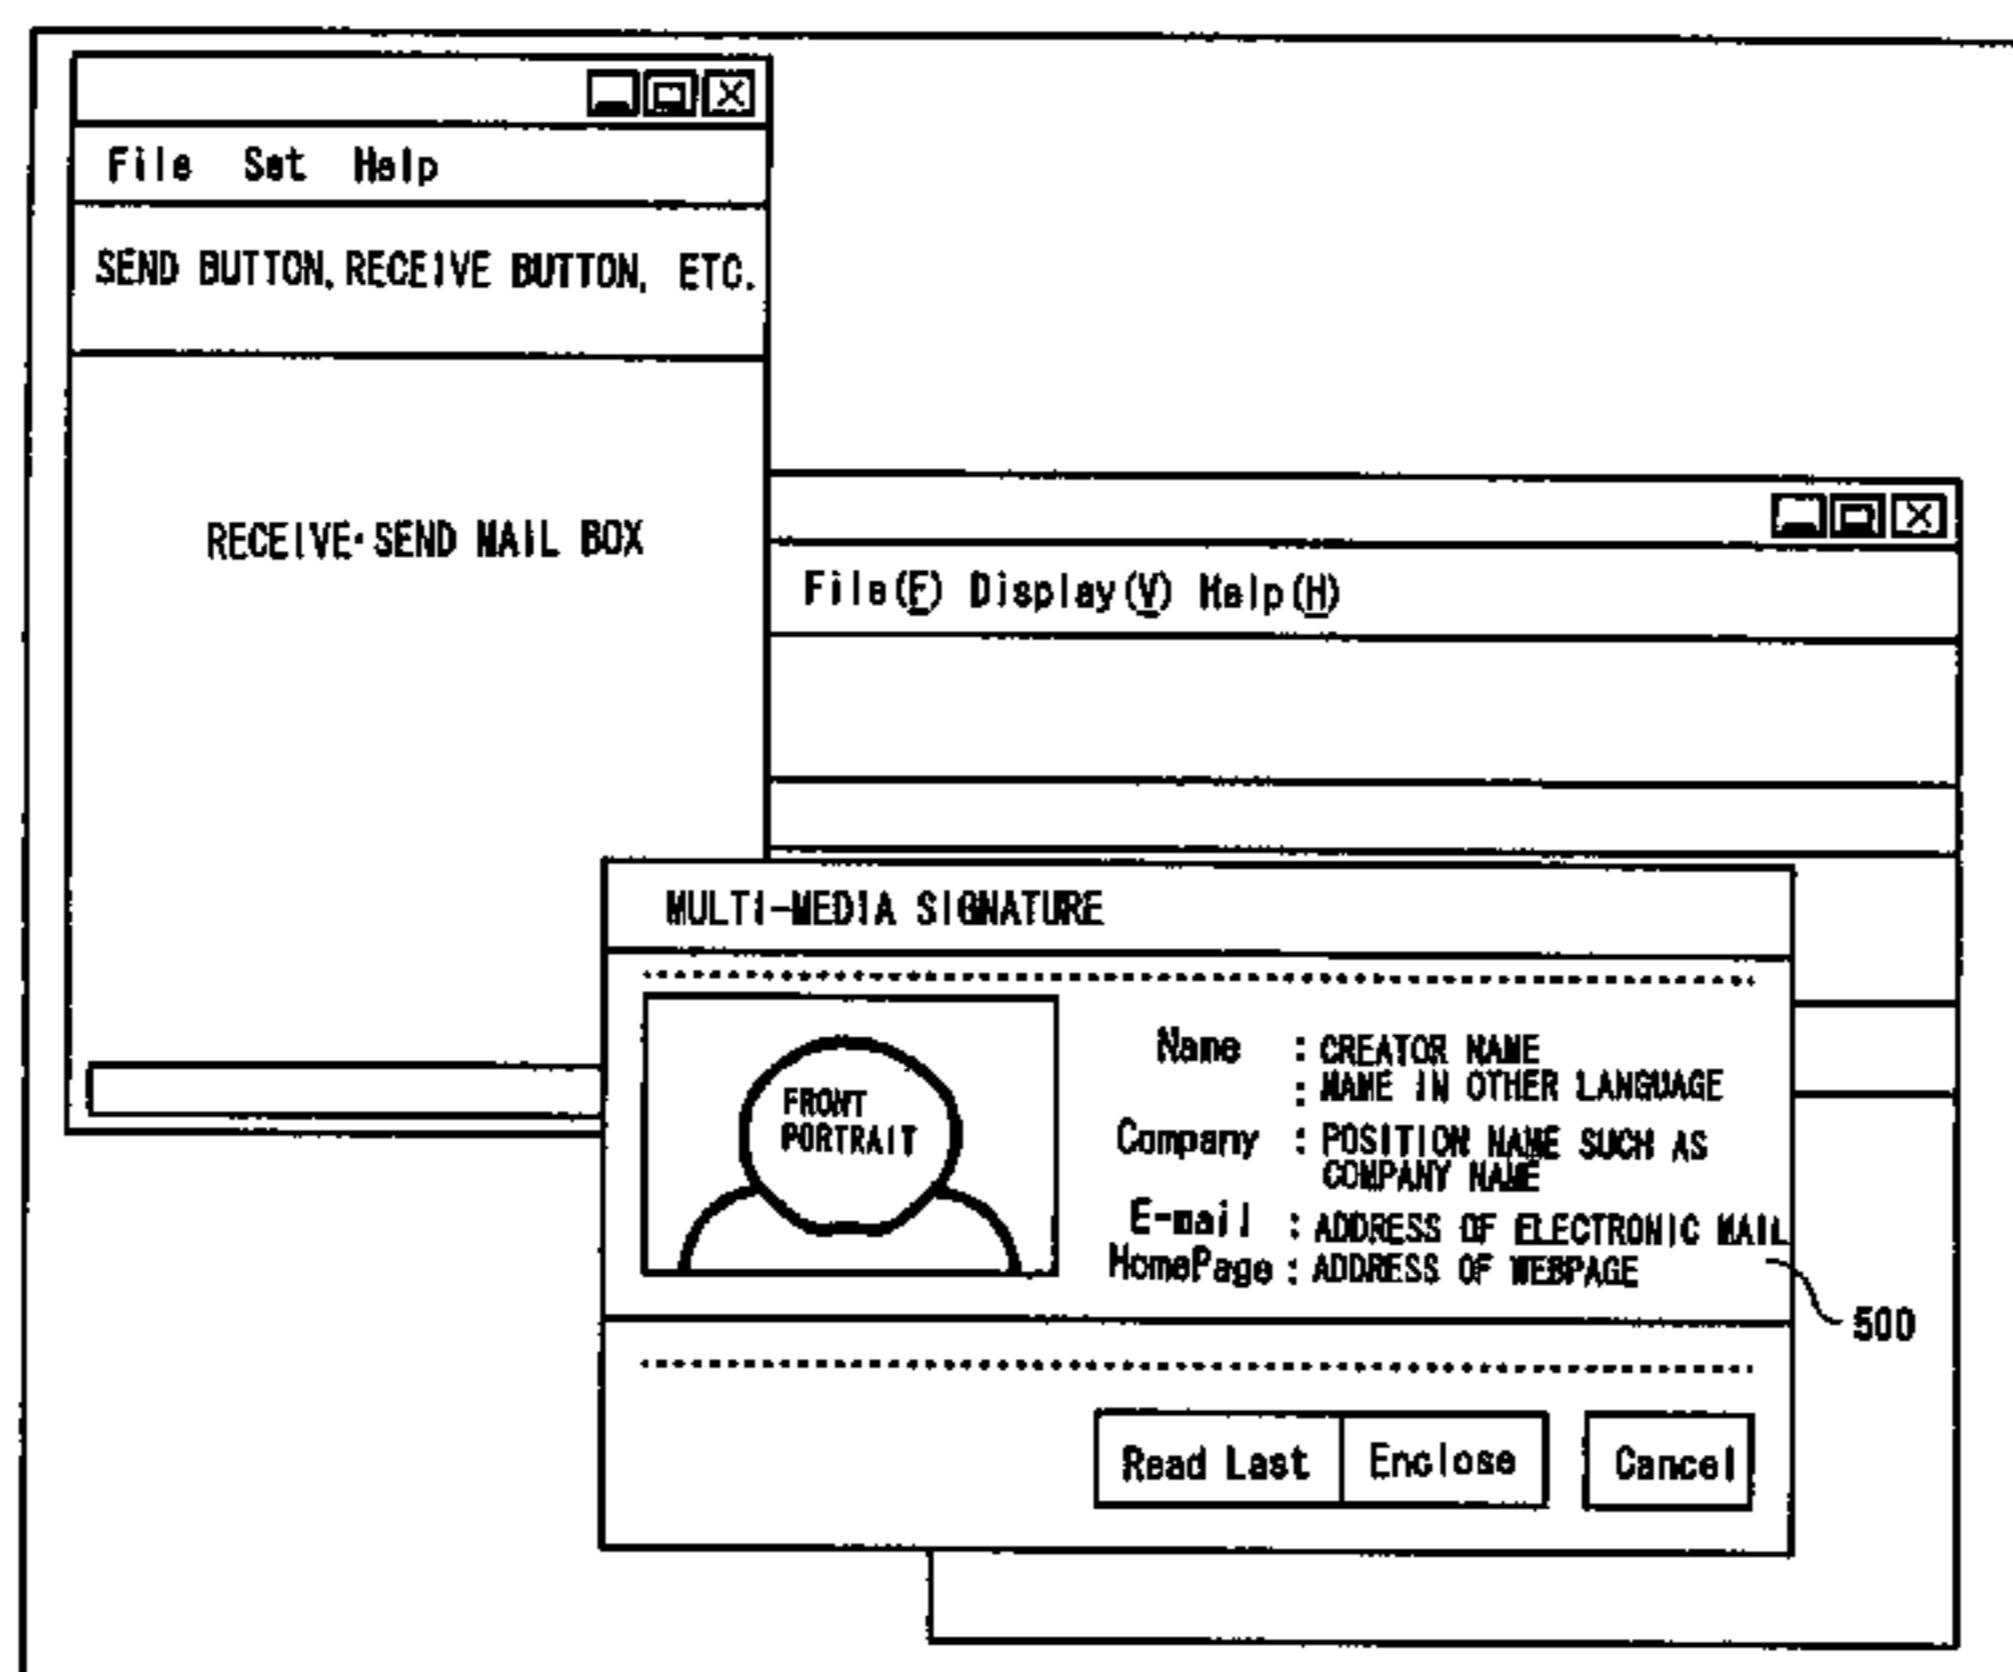 File Set Help
SEND BUTTON, RECEIVE BUTTON, ETC.
RECEIVE·SEND MAIL BOX
File(F) Display(V) Help(H)
MULTI-MEDIA SIGNATURE
FRONT
PORTRAIT
Name : CREATOR NAME
: NAME IN OTHER LANGUAGE
Company : POSITION NAME SUCH AS
COMPANY NAME
E-mail : ADDRESS OF ELECTRONIC MAIL
HomePage : ADDRESS OF WEBPAGE
500
Read Last Enclose Cancel